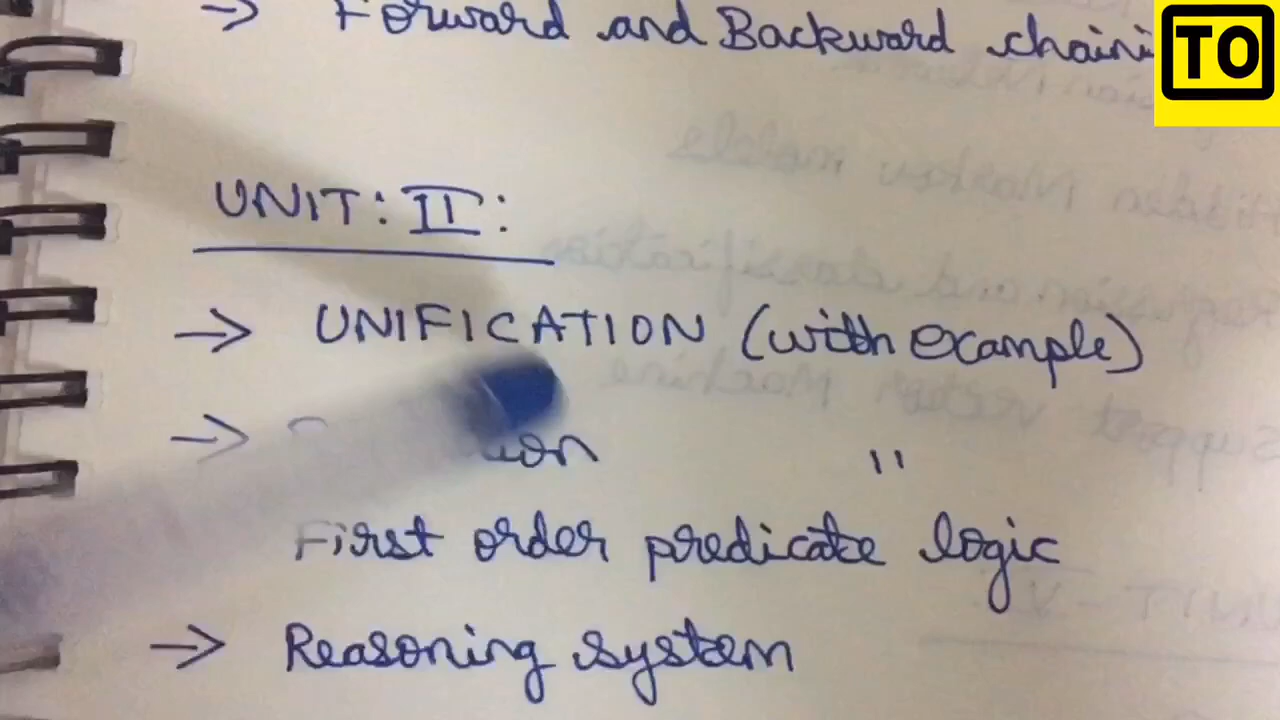 → Forward and Backward chaini
TO
UNIT: II:
→ UNIFICATION (with example)
→ "
First order predicate logic
→ Reasoning system